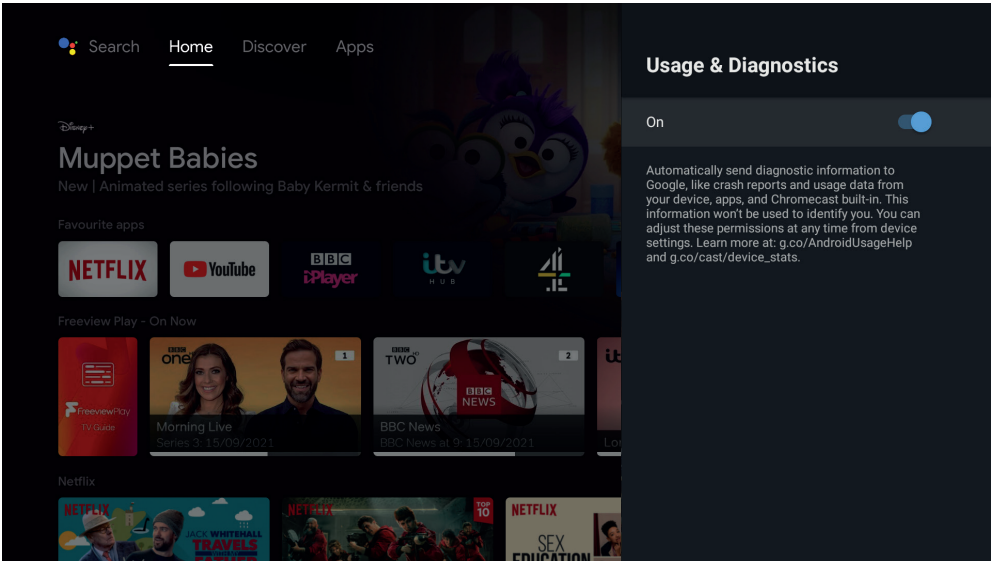 Search Home Discover Apps
Disney+
Muppet Babies
New | Animated series following Baby Kermit & friends
Favourite apps
NETFLIX
YouTube
BBC
iPlayer
itv
HUB
4
Freeview Play - On Now
FreeviewPlay
TV Guide
BBC
one
1
Morning Live
Series 3: 15/09/2021
BBC HD
TWO
2
BBC
NEWS
BBC News
BBC News at 9: 15/09/2021
it
Lo
Netflix
NETFLIX
JACK WHITEHALL
TRAVELS
WITH MY
FATHER
NETFLIX
TOP
10
NETFLIX
SEX
EDUCATION
Usage & Diagnostics
On
Automatically send diagnostic information to
Google, like crash reports and usage data from
your device, apps, and Chromecast built-in. This
information won't be used to identify you. You can
adjust these permissions at any time from device
settings. Learn more at: g.co/AndroidUsageHelp
and g.co/cast/device_stats.